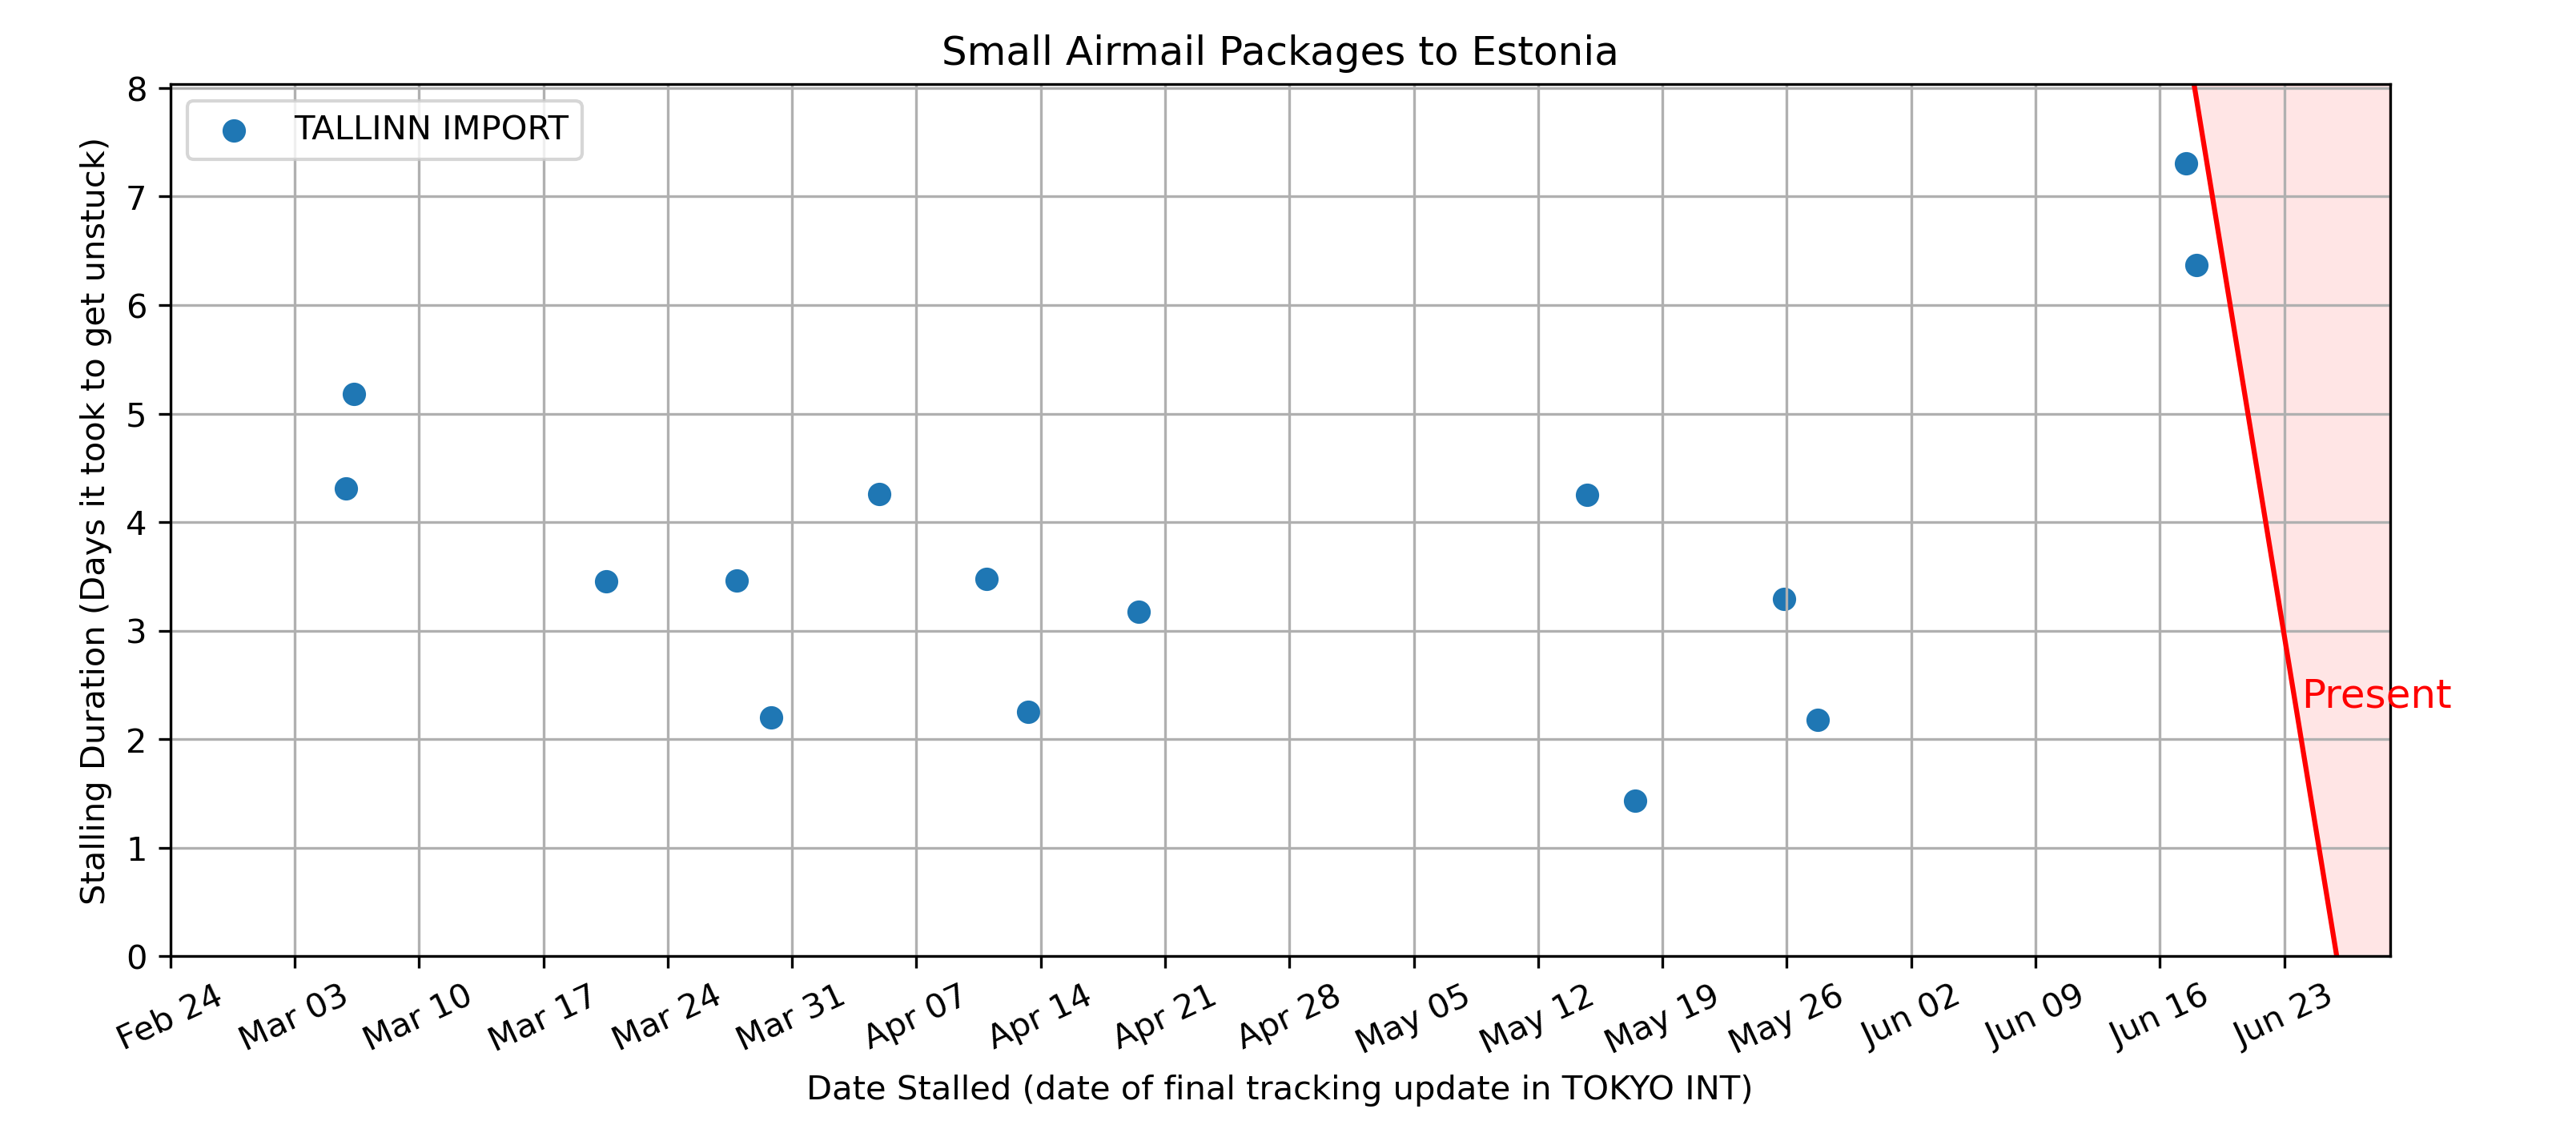 Small Airmail Packages to Estonia
TALLINN IMPORT
Stalling Duration (Days it took to get unstuck)
8
7
6
5
4
3
2
1
0
Present
Feb 24
Mar 03
Mar 10
Mar 17
Mar 24
Mar 31
Apr 07
Apr 14
Apr 21
Apr 28
May 05
May 12
May 19
May 26
Jun 02
Jun 09
Jun 16
Jun 23
Date Stalled (date of final tracking update in TOKYO INT)